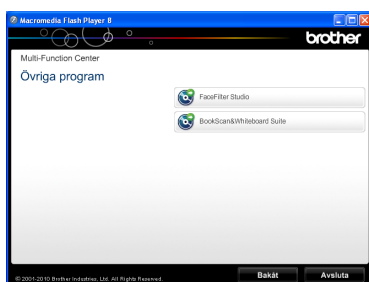 Macromedia Flash Player 8
brother
Multi-Function Center
Övriga program
FaceFilter Studio
BookScan&Whiteboard Suite
© 2001-2010 Brother Industries, Ltd. All Rights Reserved.
Bakåt
Avsluta